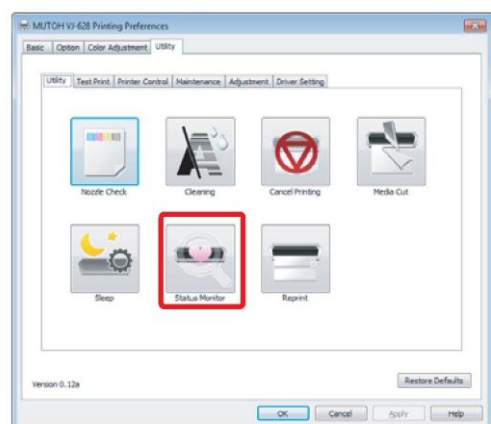 MUTOH VJ-628 Printing Preferences
Basic Option Color Adjustment Utility
Utility Test Print Printer Control Maintenance Adjustment Driver Setting
Nozzle Check Cleaning Cancel Printing Media Cut
Sleep Status Monitor Reprint
Version 0.12a
Restore Defaults
OK Cancel Apply Help